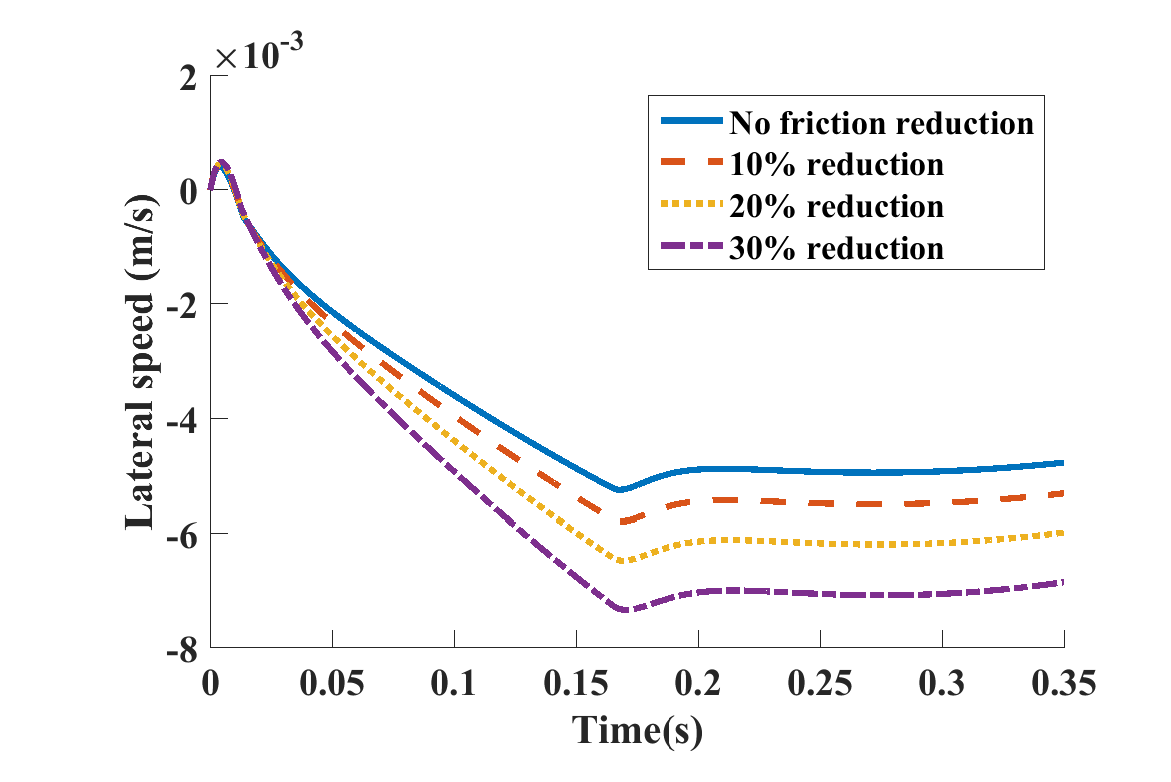 ×10-3
2
0
-2
-4
-6
-8
0 0.05 0.1 0.15 0.2 0.25 0.3 0.35
Time(s)
Lateral speed (m/s)
No friction reduction
10% reduction
20% reduction
30% reduction